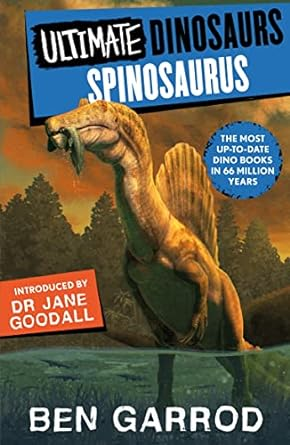 ULTIMATE DINOSAURS
SPINOSAURUS
THE MOST
UP-TO-DATE
DINO BOOKS
IN 66 MILLION
YEARS
INTRODUCED BY
DR JANE
GOODALL
BEN GARROD